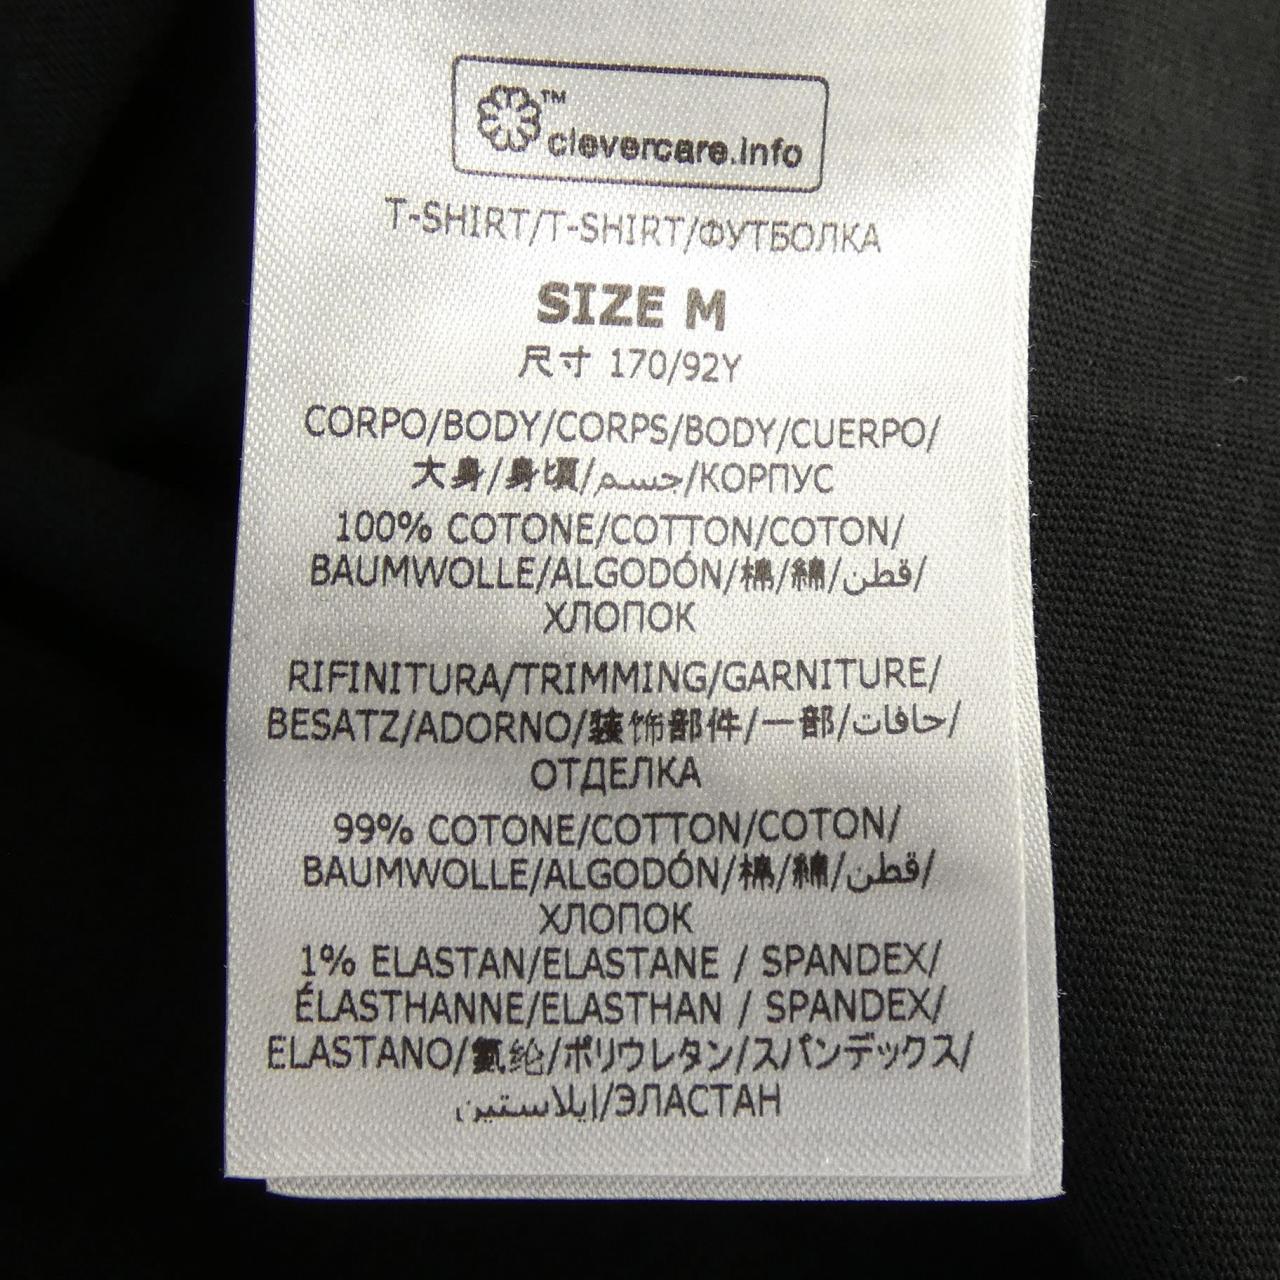 ™ clevercare.info
T-SHIRT/T-SHIRT/ФУТБОЛКА
SIZE M
尺寸 170/92Y
CORPO/BODY/CORPS/BODY/CUERPO/
大身/身頃/جسم/КОРПУС
100% COTONE/COTTON/COTON/
BAUMWOLLE/ALGODÓN/棉/綿/قطن/
ХЛОПОК
RIFINITURA/TRIMMING/GARNITURE/
BESATZ/ADORNO/装饰部件/一部/حافات/
ОТДЕЛКА
99% COTONE/COTTON/COTON/
BAUMWOLLE/ALGODÓN/棉/綿/قطن/
ХЛОПОК
1% ELASTAN/ELASTANE / SPANDEX/
ÉLASTHANNE/ELASTHAN / SPANDEX/
ELASTANO/氨纶/ポリウレタン/スパンデックス/
إيلاستين/ЭЛАСТАН